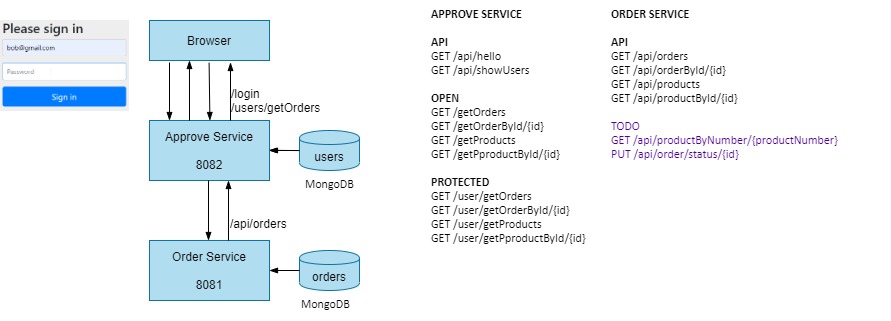 Please sign in
bob@gmail.com
Password
Sign in
Browser
/login
/users/getOrders
Approve Service
8082
users
MongoDB
/api/orders
Order Service
8081
orders
MongoDB
APPROVE SERVICE
API
GET /api/hello
GET /api/showUsers
OPEN
GET /getOrders
GET /getOrderById/{id}
GET /getProducts
GET /getPproductById/{id}
PROTECTED
GET /user/getOrders
GET /user/getOrderById/{id}
GET /user/getProducts
GET /user/getPproductById/{id}
ORDER SERVICE
API
GET /api/orders
GET /api/orderById/{id}
GET /api/products
GET /api/productById/{id}
TODO
GET /api/productByNumber/{productNumber}
PUT /api/order/status/{id}